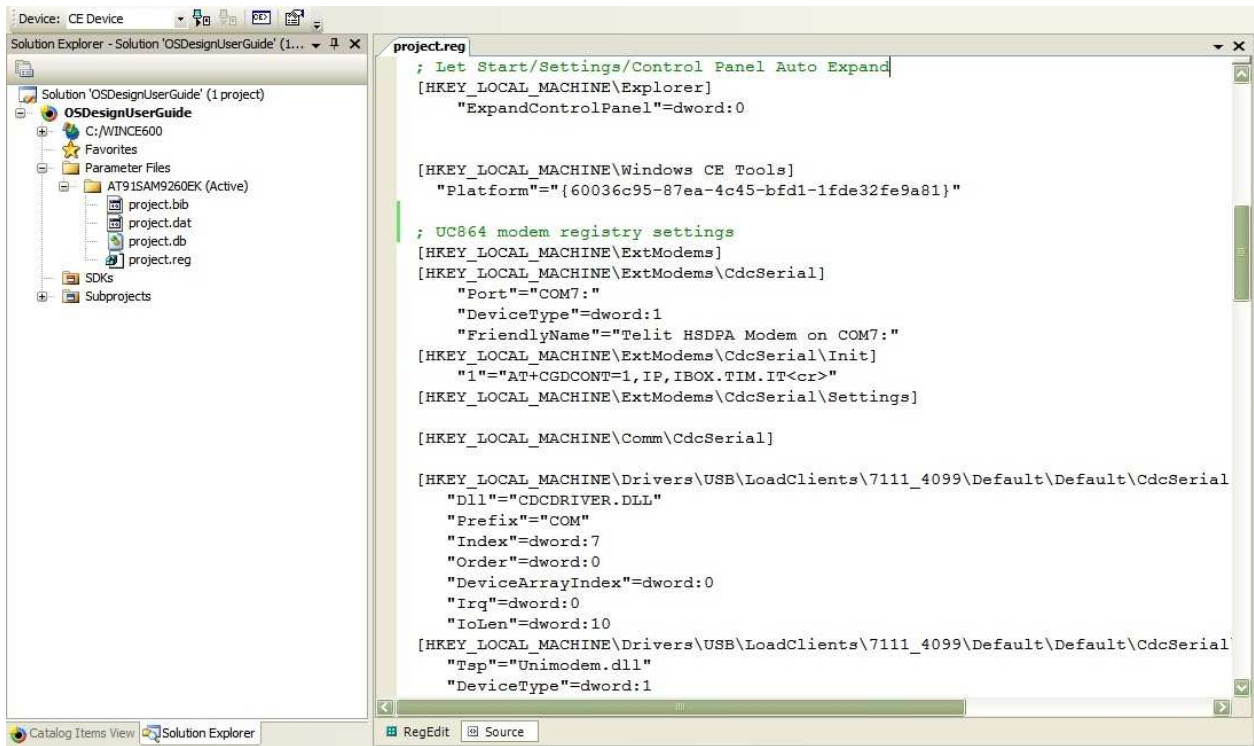 Device: CE Device
Solution Explorer - Solution 'OSDesignUserGuide' (1...
Solution 'OSDesignUserGuide' (1 project)
OSDesignUserGuide
C:/WINCE600
Favorites
Parameter Files
AT91SAM9260EK (Active)
project.bib
project.dat
project.db
project.reg
SDKs
Subprojects
Catalog Items View
Solution Explorer
project.reg
; Let Start/Settings/Control Panel Auto Expand
[HKEY_LOCAL_MACHINE\Explorer]
"ExpandControlPanel"=dword:0
[HKEY_LOCAL_MACHINE\Windows CE Tools]
"Platform"="{60036c95-87ea-4c45-bfd1-1fde32fe9a81}"
; UC864 modem registry settings
[HKEY_LOCAL_MACHINE\ExtModems]
[HKEY_LOCAL_MACHINE\ExtModems\CdcSerial]
"Port"="COM7:"
"DeviceType"=dword:1
"FriendlyName"="Telit HSDPA Modem on COM7:"
[HKEY_LOCAL_MACHINE\ExtModems\CdcSerial\Init]
"1"="AT+CGDCONT=1,IP,IBOX.TIM.IT<cr>"
[HKEY_LOCAL_MACHINE\ExtModems\CdcSerial\Settings]
[HKEY_LOCAL_MACHINE\Comm\CdcSerial]
[HKEY_LOCAL_MACHINE\Drivers\USB\LoadClients\7111_4099\Default\Default\CdcSerial
"Dll"="CDCDRIVER.DLL"
"Prefix"="COM"
"Index"=dword:7
"Order"=dword:0
"DeviceArrayIndex"=dword:0
"Irq"=dword:0
"IoLen"=dword:10
[HKEY_LOCAL_MACHINE\Drivers\USB\LoadClients\7111_4099\Default\Default\CdcSerial\
"Tsp"="Unimodem.dll"
"DeviceType"=dword:1
RegEdit
Source